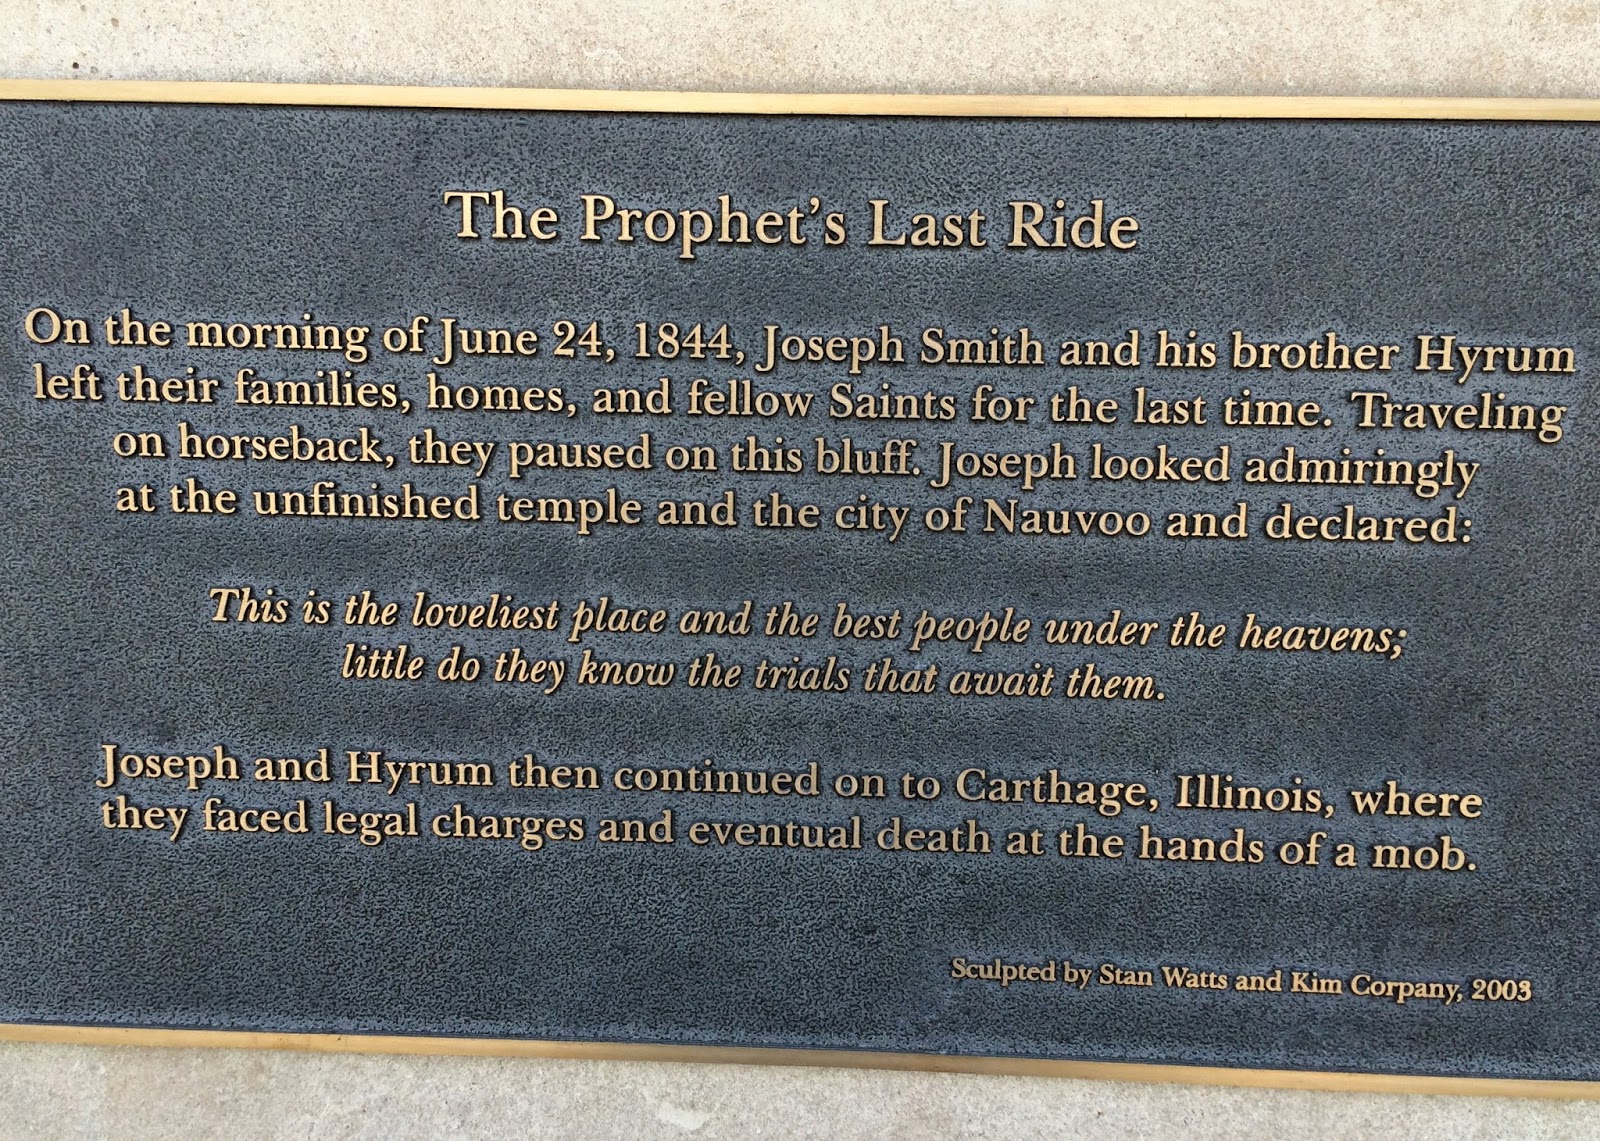 The Prophet's Last Ride
On the morning of June 24, 1844, Joseph Smith and his brother Hyrum
left their families, homes, and fellow Saints for the last time. Traveling
on horseback, they paused on this bluff. Joseph looked admiringly
at the unfinished temple and the city of Nauvoo and declared:
This is the loveliest place and the best people under the heavens;
little do they know the trials that await them.
Joseph and Hyrum then continued on to Carthage, Illinois, where
they faced legal charges and eventual death at the hands of a mob.
Sculpted by Stan Watts and Kim Corpany, 2003